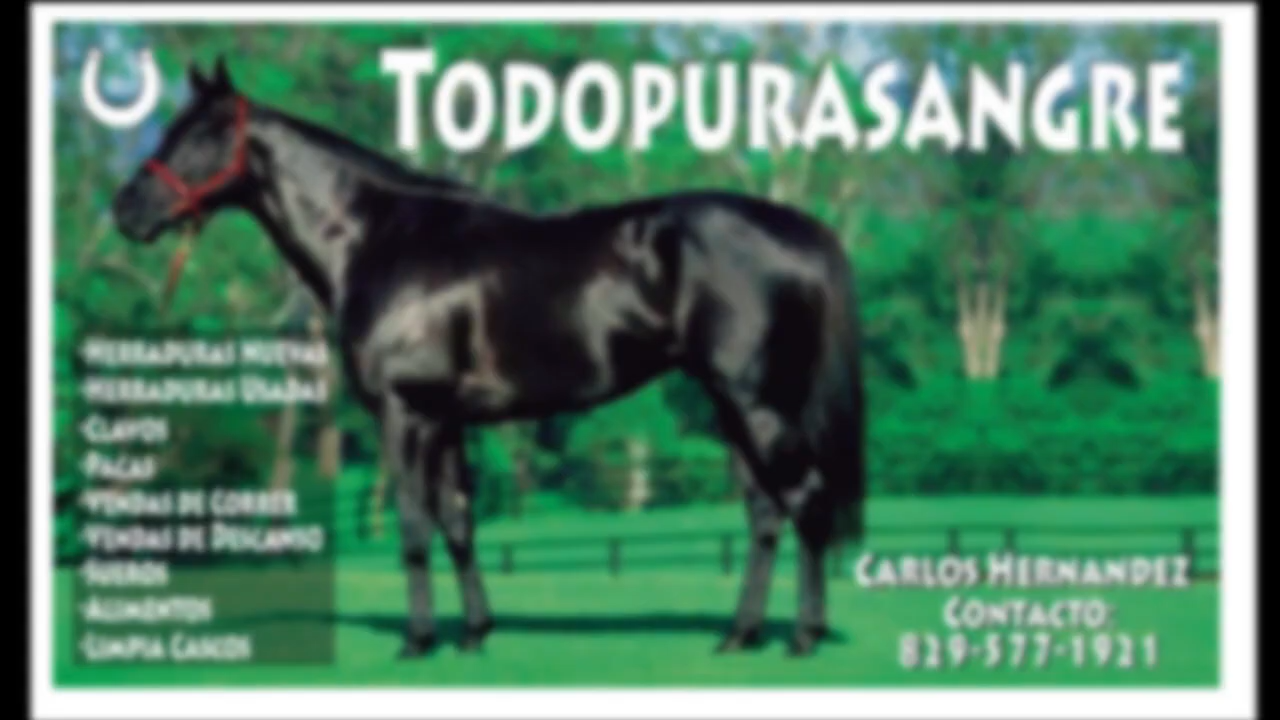 TODOPURASANGRE
·HERRADURAS NUEVAS
·HERRADURAS USADAS
·CLAVOS
·PACAS
·VENDAS DE CORRER
·VENDAS DE DESCANSO
·SUEROS
·ALIMENTOS
·LIMPIA CASCOS
CARLOS HERNANDEZ
CONTACTO:
829-577-1921